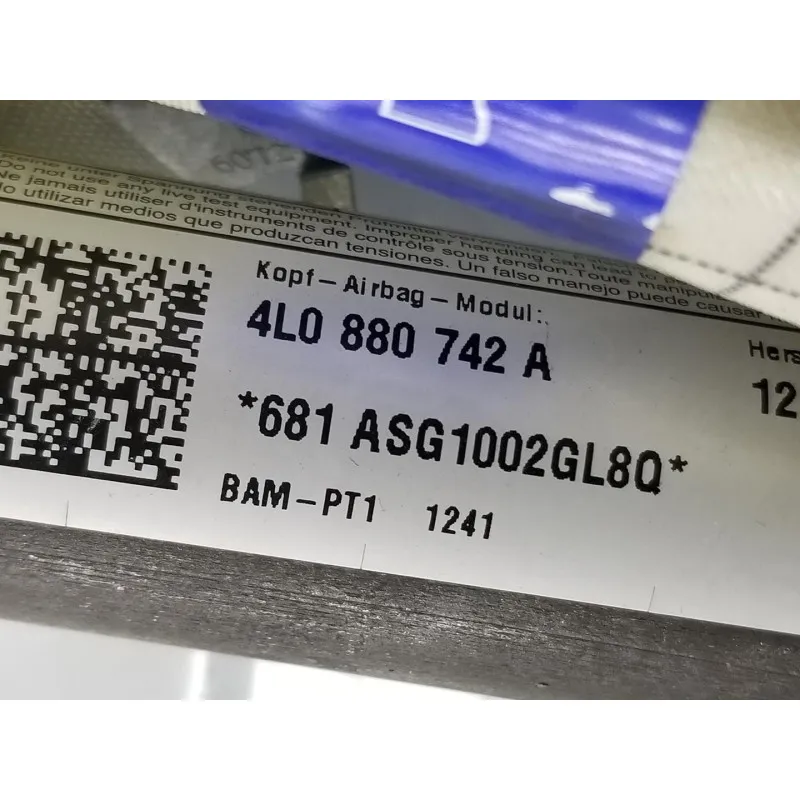 Do not use any live test equipment. Improper handling can lead to
Ne jamais utiliser d'instruments de contrôle sous tension. Toute
No utilizar medios que produzcan tensiones. Un falso manejo puede causar
Kopf-Airbag-Modul:
4L0 880 742 A
Hers
12
*681 ASG1002GL8Q*
BAM-PT1 1241